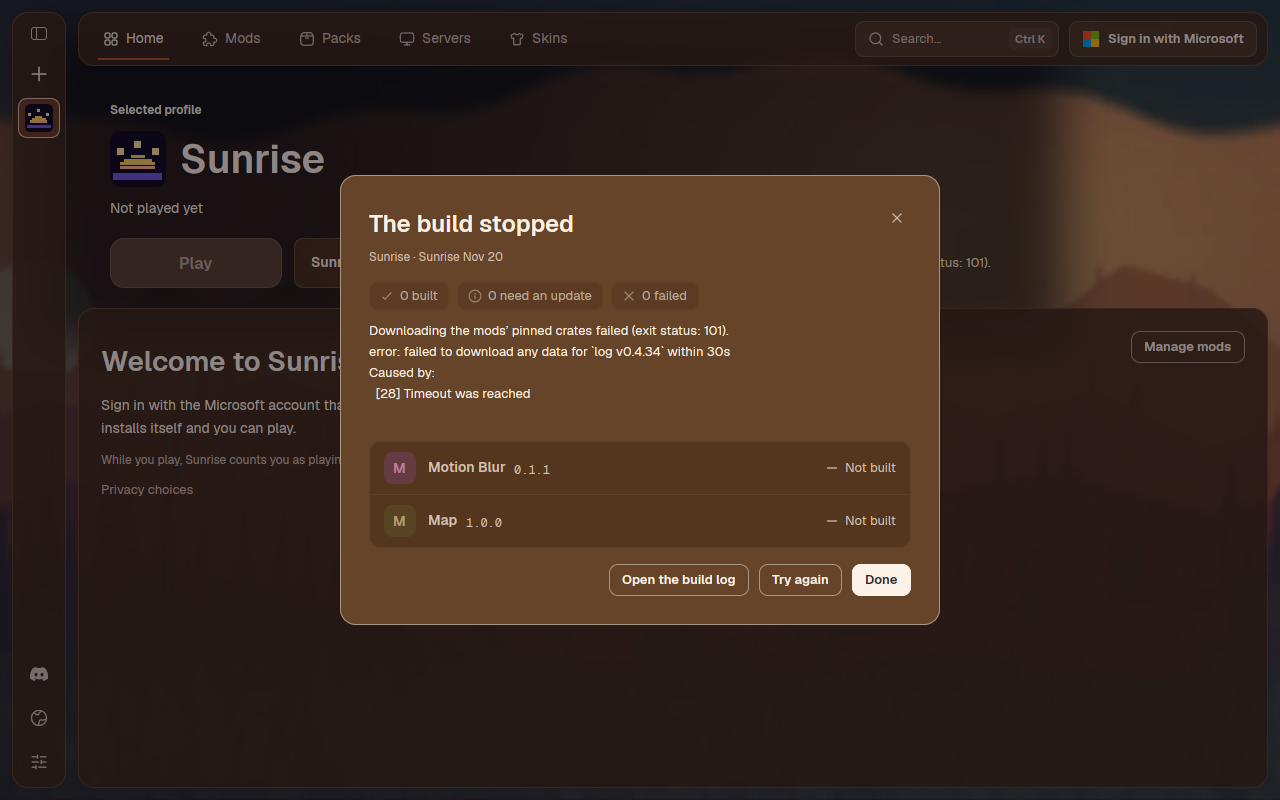 Home
Mods
Packs
Servers
Skins
Search...
Ctrl K
Sign in with Microsoft
Selected profile
Sunrise
Not played yet
Play
The build stopped
Sunrise · Sunrise Nov 20
0 built
0 need an update
0 failed
tus: 101).
Downloading the mods’ pinned crates failed (exit status: 101).
error: failed to download any data for `log v0.4.34` within 30s
Caused by:
[28] Timeout was reached
Manage mods
Sign in with the Microsoft account
installs itself and you can play.
While you play, Sunrise counts you as
Privacy choices
M Motion Blur 0.1.1 — Not built
M Map 1.0.0 — Not built
Open the build log
Try again
Done